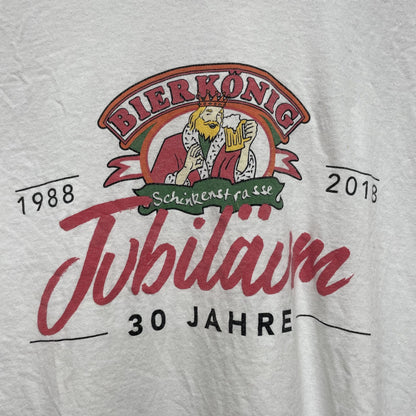 BIERKÖNIG
Schinkenstrasse
1988 2018
Jubiläum
30 JAHRE